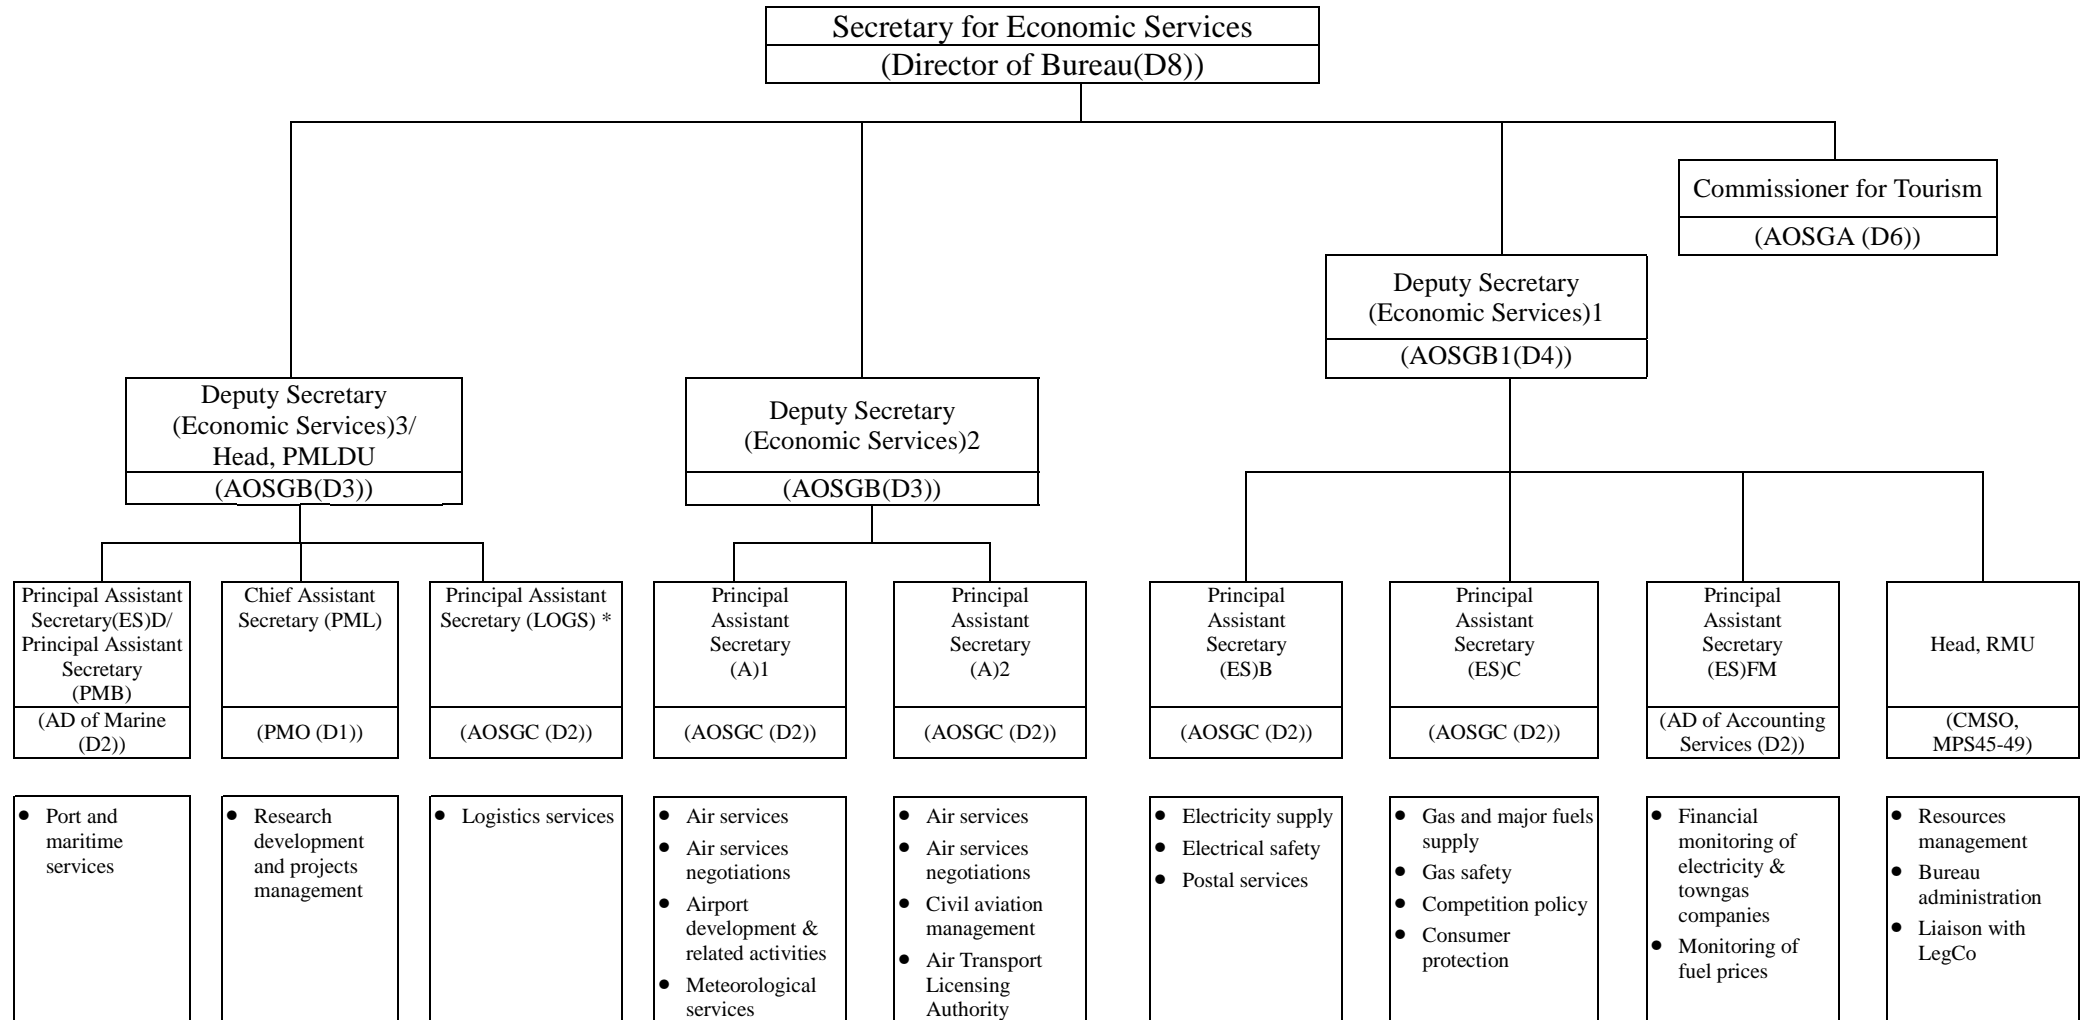 Secretary for Economic Services
(Director of Bureau(D8))
Commissioner for Tourism
(AOSGA (D6))
Deputy Secretary
(Economic Services)1
(AOSGB1(D4))
Deputy Secretary
(Economic Services)3/
Head, PMLDU
(AOSGB(D3))
Deputy Secretary
(Economic Services)2
(AOSGB(D3))
Principal Assistant
Secretary(ES)D/
Principal Assistant
Secretary
(PMB)
(AD of Marine
(D2))
Chief Assistant
Secretary (PML)
(PMO (D1))
Principal Assistant
Secretary (LOGS) *
(AOSGC (D2))
Principal
Assistant
Secretary
(A)1
(AOSGC (D2))
Principal
Assistant
Secretary
(A)2
(AOSGC (D2))
Principal
Assistant
Secretary
(ES)B
(AOSGC (D2))
Principal
Assistant
Secretary
(ES)C
(AOSGC (D2))
Principal
Assistant
Secretary
(ES)FM
(AD of Accounting
Services (D2))
Head, RMU
(CMSO,
MPS45-49)
● Port and
maritime
services
● Research
development
and projects
management
● Logistics services
● Air services
● Air services
negotiations
● Airport
development &
related activities
● Meteorological
services
● Air services
● Air services
negotiations
● Civil aviation
management
● Air Transport
Licensing
Authority
● Electricity supply
● Electrical safety
● Postal services
● Gas and major fuels
supply
● Gas safety
● Competition policy
● Consumer
protection
● Financial
monitoring of
electricity &
towngas
companies
● Monitoring of
fuel prices
● Resources
management
● Bureau
administration
● Liaison with
LegCo